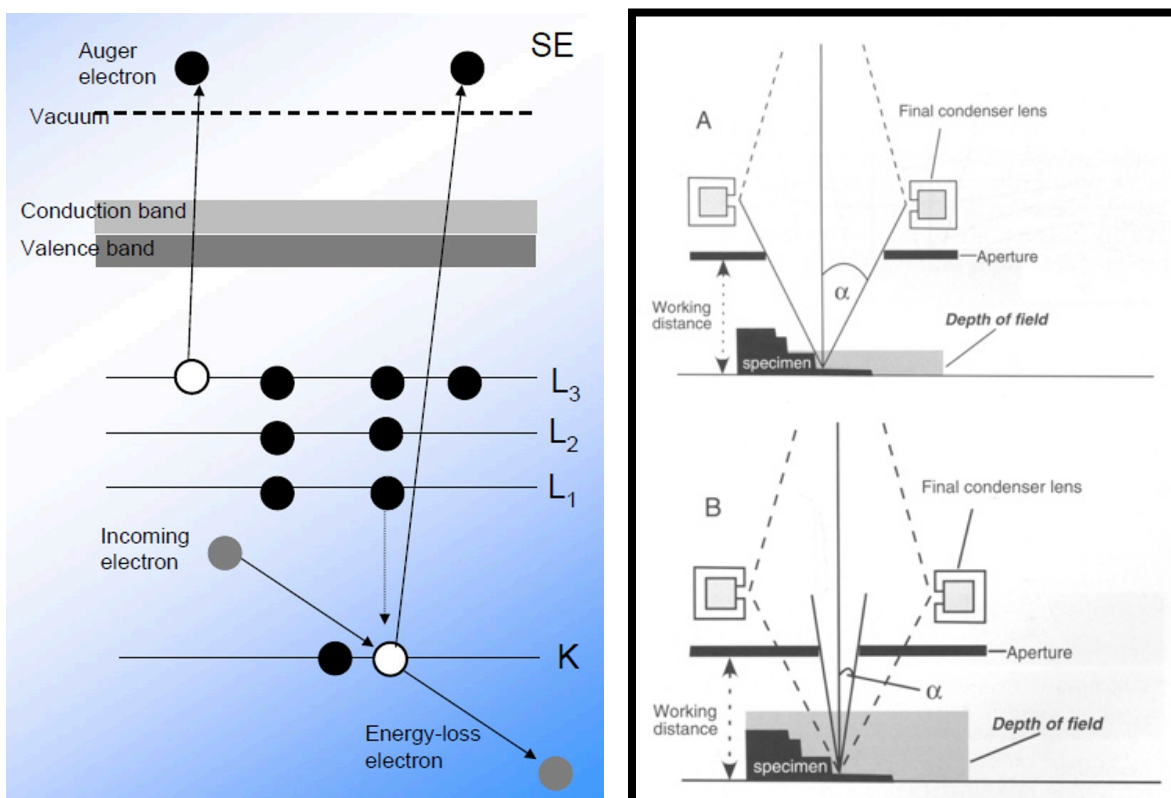 SE
Auger
electron
Vacuum
Conduction band
Valence band
L3
L2
L1
Incoming
electron
K
Energy-loss
electron
A
Final condenser lens
Aperture
α
Working
distance
Depth of field
specimen
B
Final condenser lens
Aperture
α
Working
distance
Depth of field
specimen